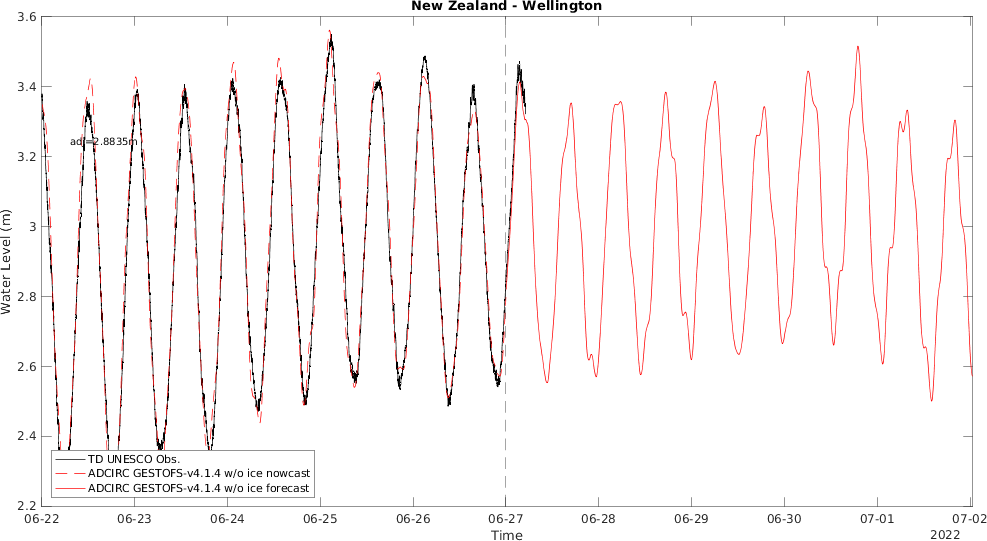 New Zealand - Wellington
3.6
3.4
adj=2.8835m
3.2
3
2.8
2.6
2.4
2.2
Water Level (m)
TD UNESCO Obs.
ADCIRC GESTOFS-v4.1.4 w/o ice nowcast
ADCIRC GESTOFS-v4.1.4 w/o ice forecast
06-22 06-23 06-24 06-25 06-26 06-27 06-28 06-29 06-30 07-01 07-02
Time
2022